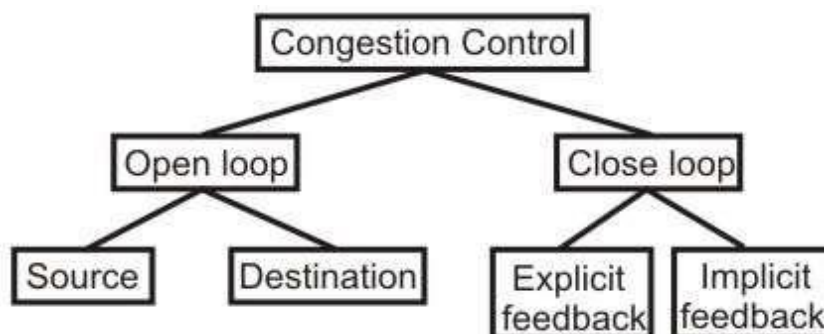 Congestion Control
Open loop
Close loop
Source
Destination
Explicit
feedback
Implicit
feedback